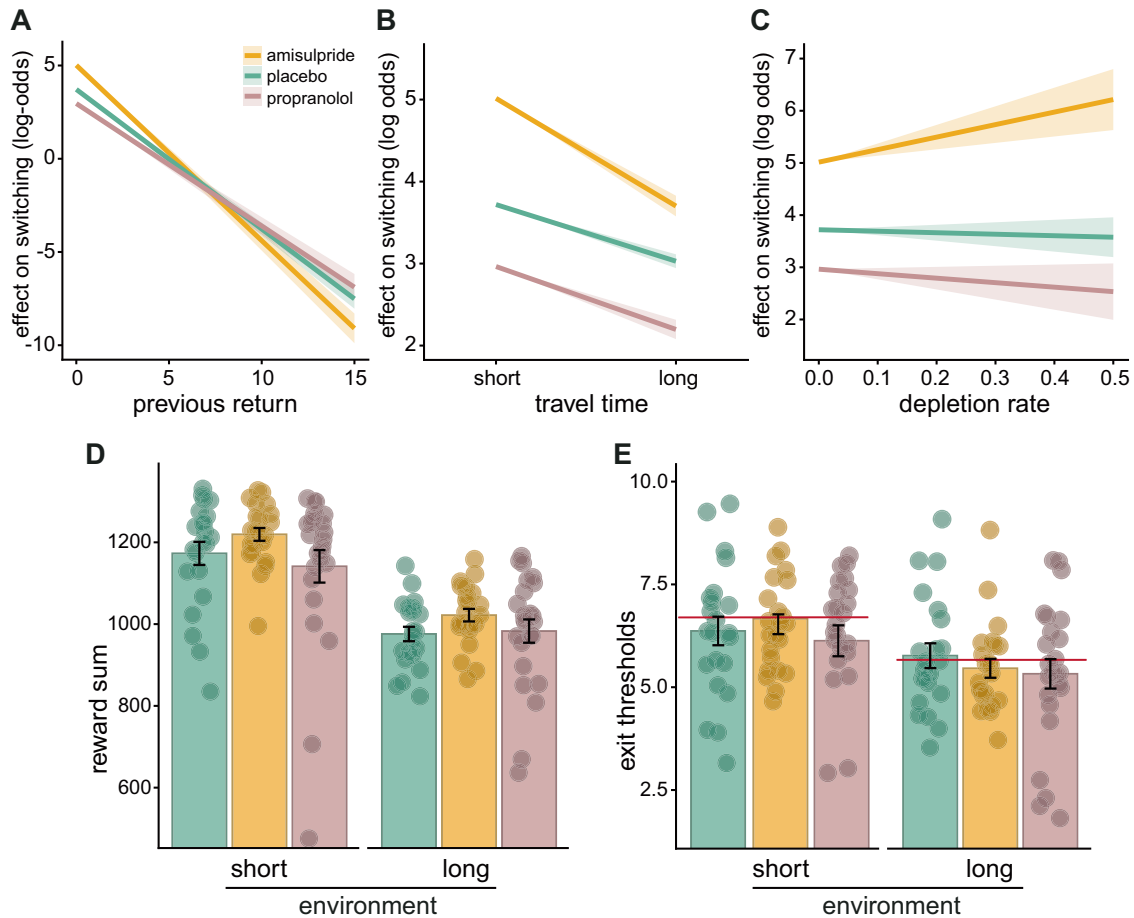 A
effect on switching (log-odds)
5
0
-5
-10
0
5
10
15
previous return
amisulpride
placebo
propranolol
B
effect on switching (log odds)
5
4
3
2
short
long
travel time
C
effect on switching (log odds)
7
6
5
4
3
2
0.0
0.1
0.2
0.3
0.4
0.5
depletion rate
D
reward sum
1200
1000
800
600
short
long
environment
E
exit thresholds
10.0
7.5
5.0
2.5
short
long
environment